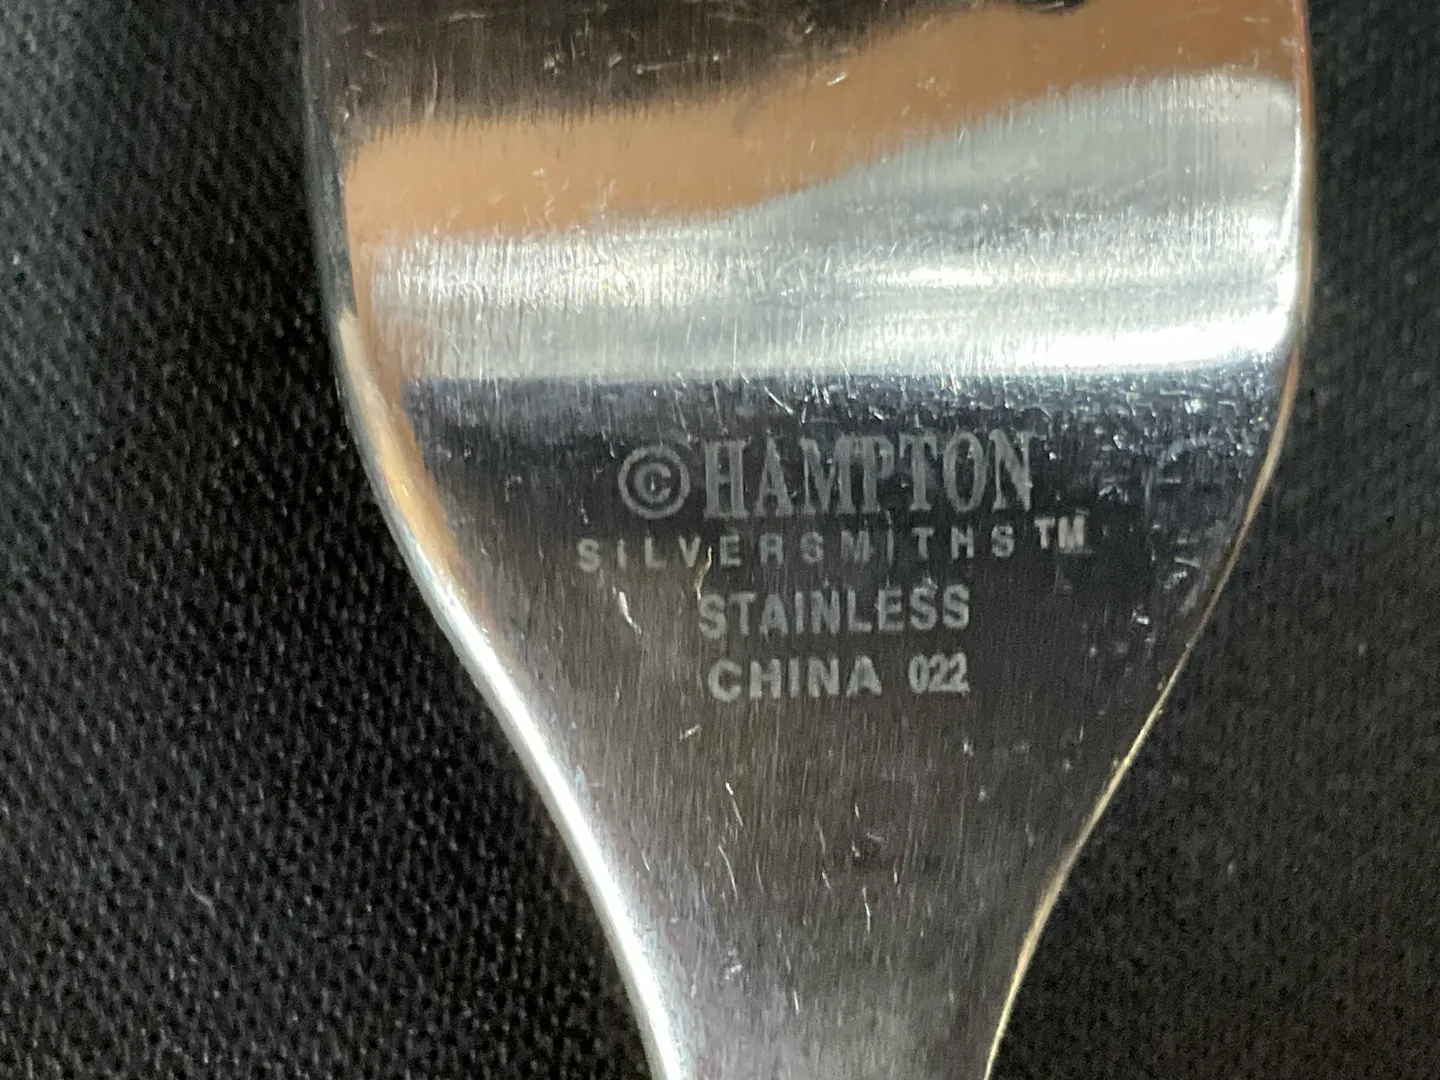 ©HAMPTON
SILVERSMITHS™
STAINLESS
CHINA 022